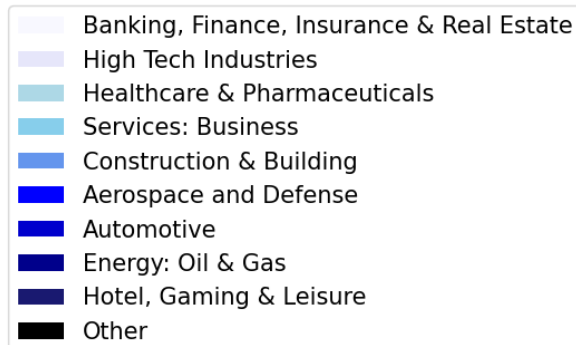 Banking, Finance, Insurance & Real Estate
High Tech Industries
Healthcare & Pharmaceuticals
Services: Business
Construction & Building
Aerospace and Defense
Automotive
Energy: Oil & Gas
Hotel, Gaming & Leisure
Other